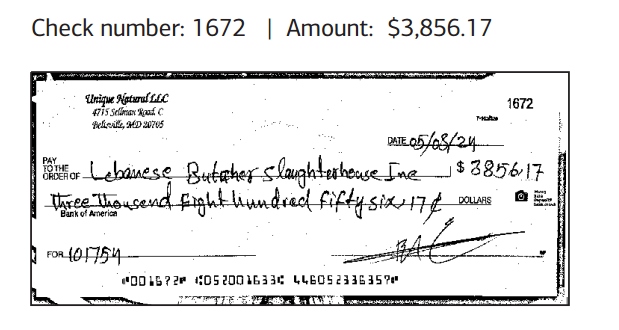 Check number: 1672 | Amount: $3,856.17
Unique Natural LLC
1672
4715 Sellman Road, C
Beltsville, MD 20705
DATE 05/03/24
PAY
TO THE
ORDER OF Lebanese Butcher Slaughterhouse Inc $ 3856.17
Three Thousend Eight hundred fifty six, 17 ¢ DOLLARS
Bank of America
FOR 101754
⑈001672⑈ ⑆052001633⑆ 446052336357⑈